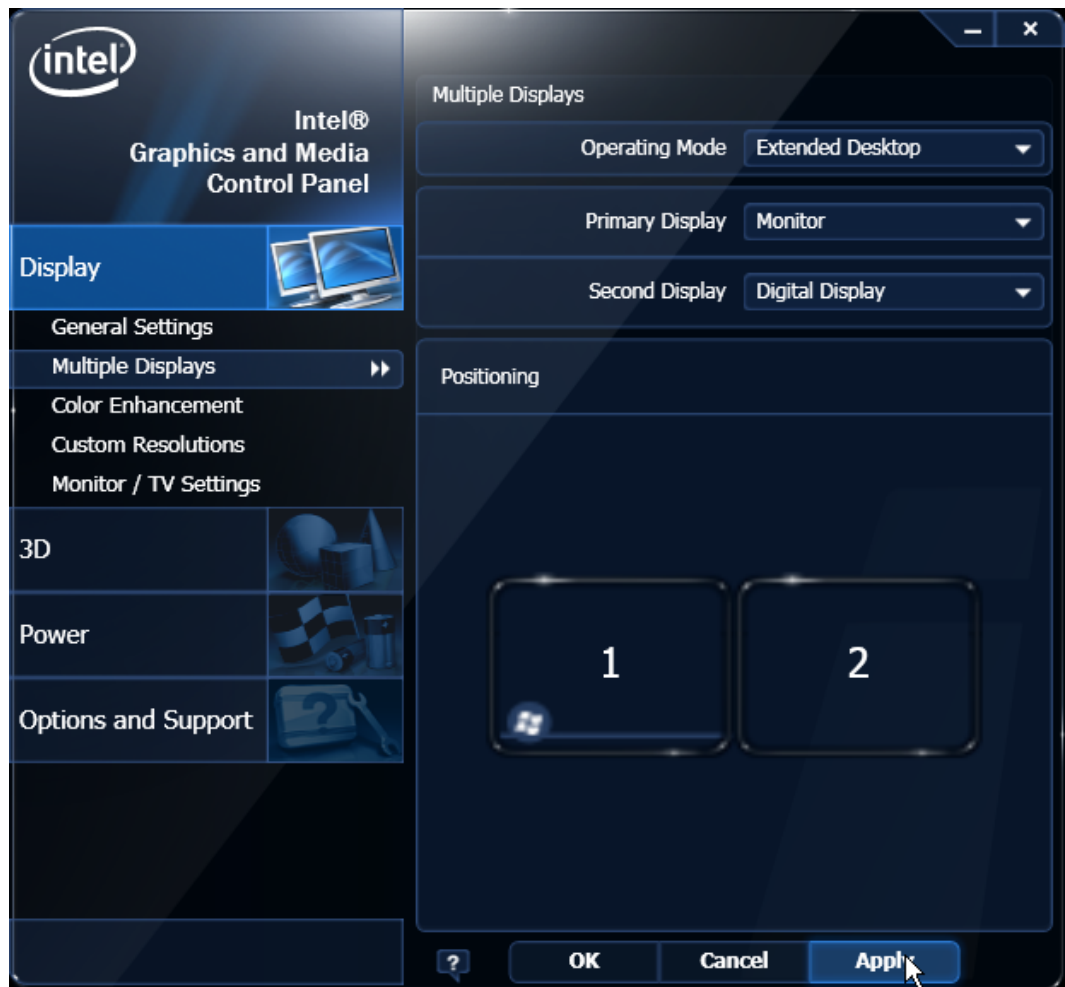 intel
Intel®
Graphics and Media
Control Panel
Display
General Settings
Multiple Displays
Color Enhancement
Custom Resolutions
Monitor / TV Settings
3D
Power
Options and Support
Multiple Displays
Operating Mode Extended Desktop
Primary Display Monitor
Second Display Digital Display
Positioning
1 2
? OK Cancel Apply